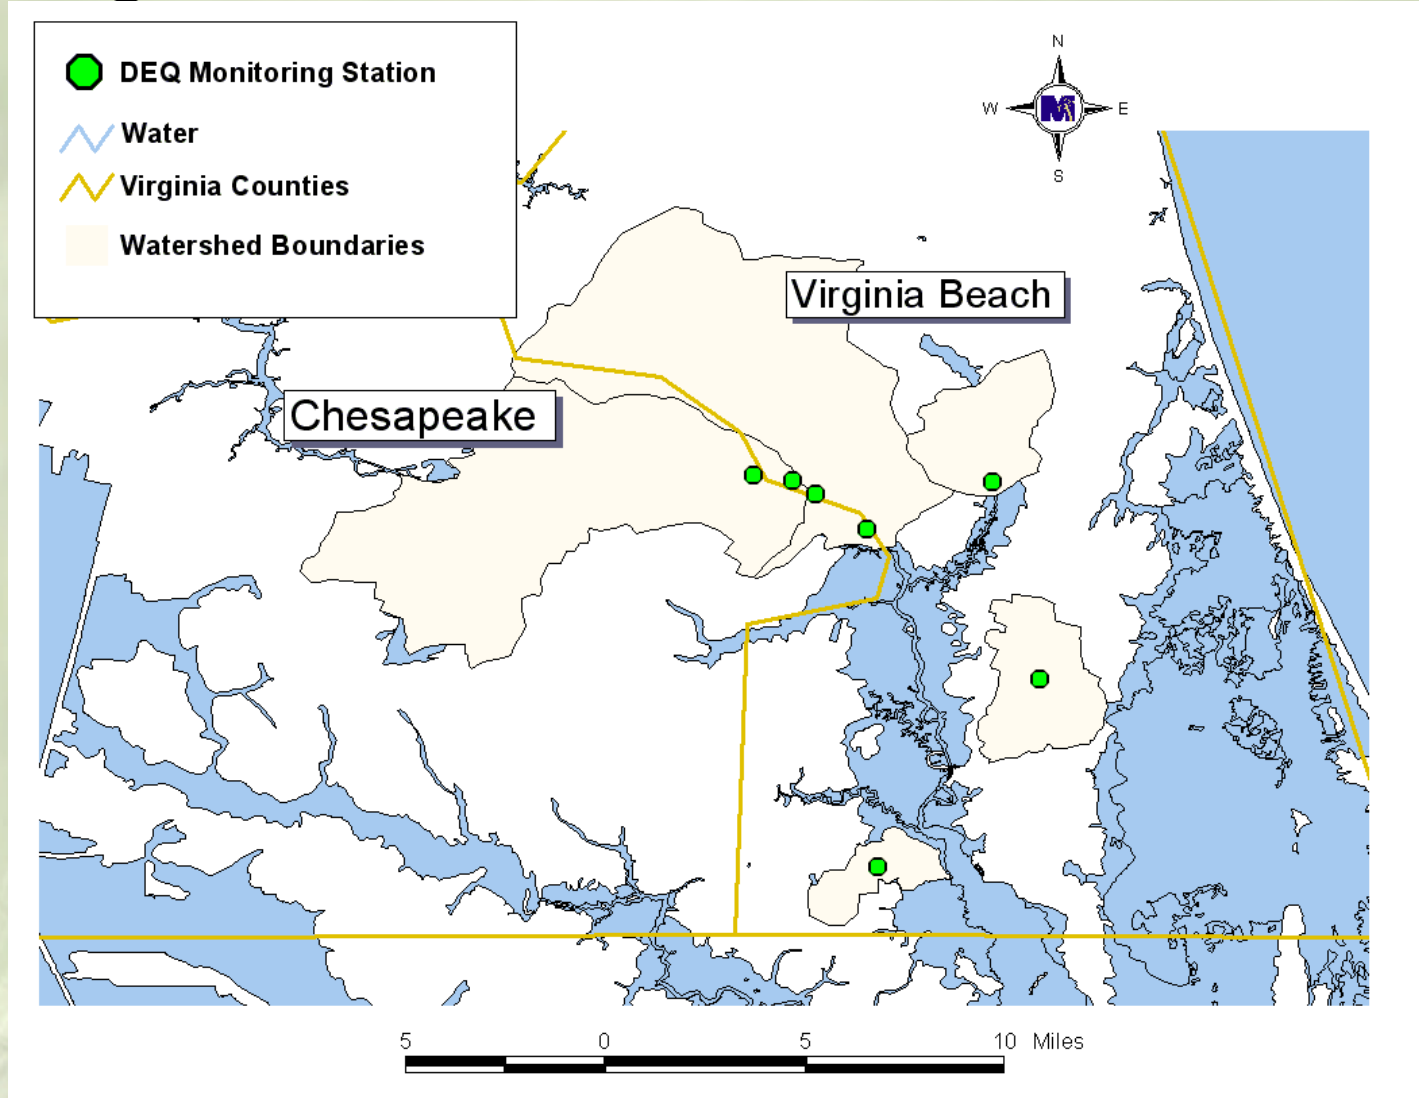 DEQ Monitoring Station
Water
Virginia Counties
Watershed Boundaries
N
W
M
E
S
Virginia Beach
Chesapeake
5 0 5 10 Miles